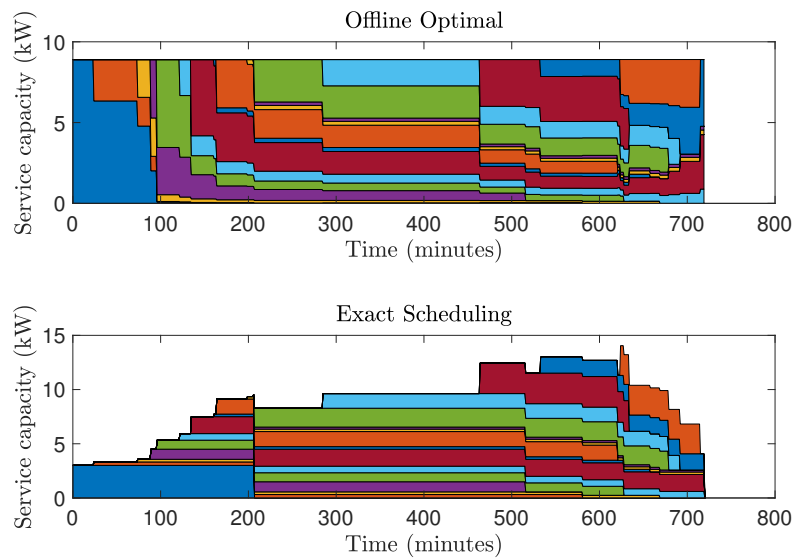 Offline Optimal
Service capacity (kW)
10
5
0
0 100 200 300 400 500 600 700 800
Time (minutes)
Exact Scheduling
Service capacity (kW)
15
10
5
0
0 100 200 300 400 500 600 700 800
Time (minutes)